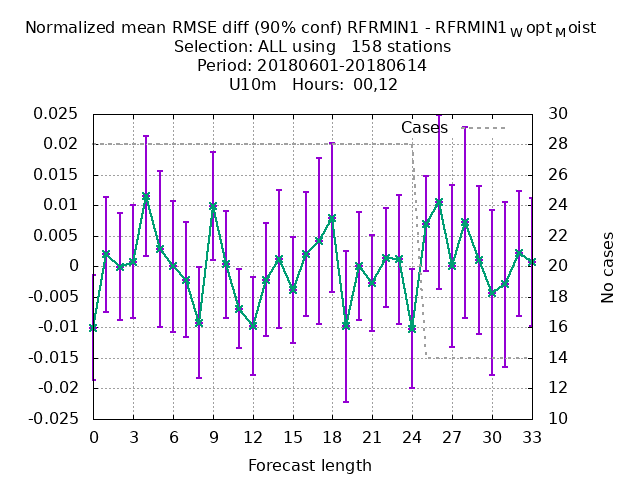 Normalized mean RMSE diff (90% conf) RFRMIN1 - RFRMIN1WoptMoist
Selection: ALL using   158 stations
Period: 20180601-20180614
U10m   Hours: 00,12
Cases
0.025
0.02
0.015
0.01
0.005
0
-0.005
-0.01
-0.015
-0.02
-0.025
30
28
26
24
22
20
18
16
14
12
10
No cases
0 3 6 9 12 15 18 21 24 27 30 33
Forecast length